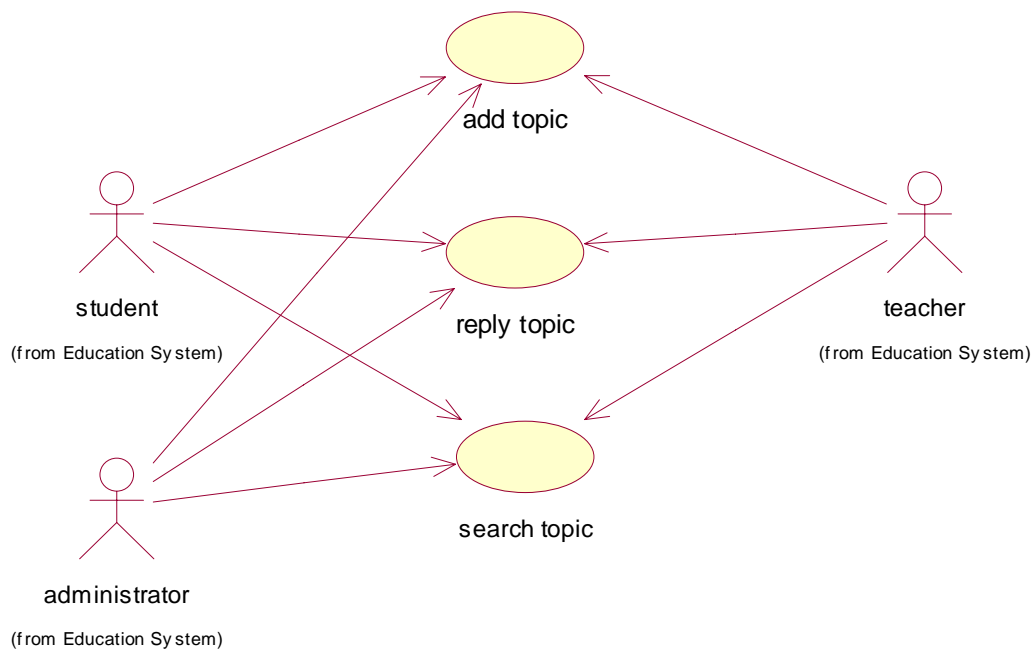 add topic
student
(from Education System)
reply topic
teacher
(from Education System)
search topic
administrator
(from Education System)